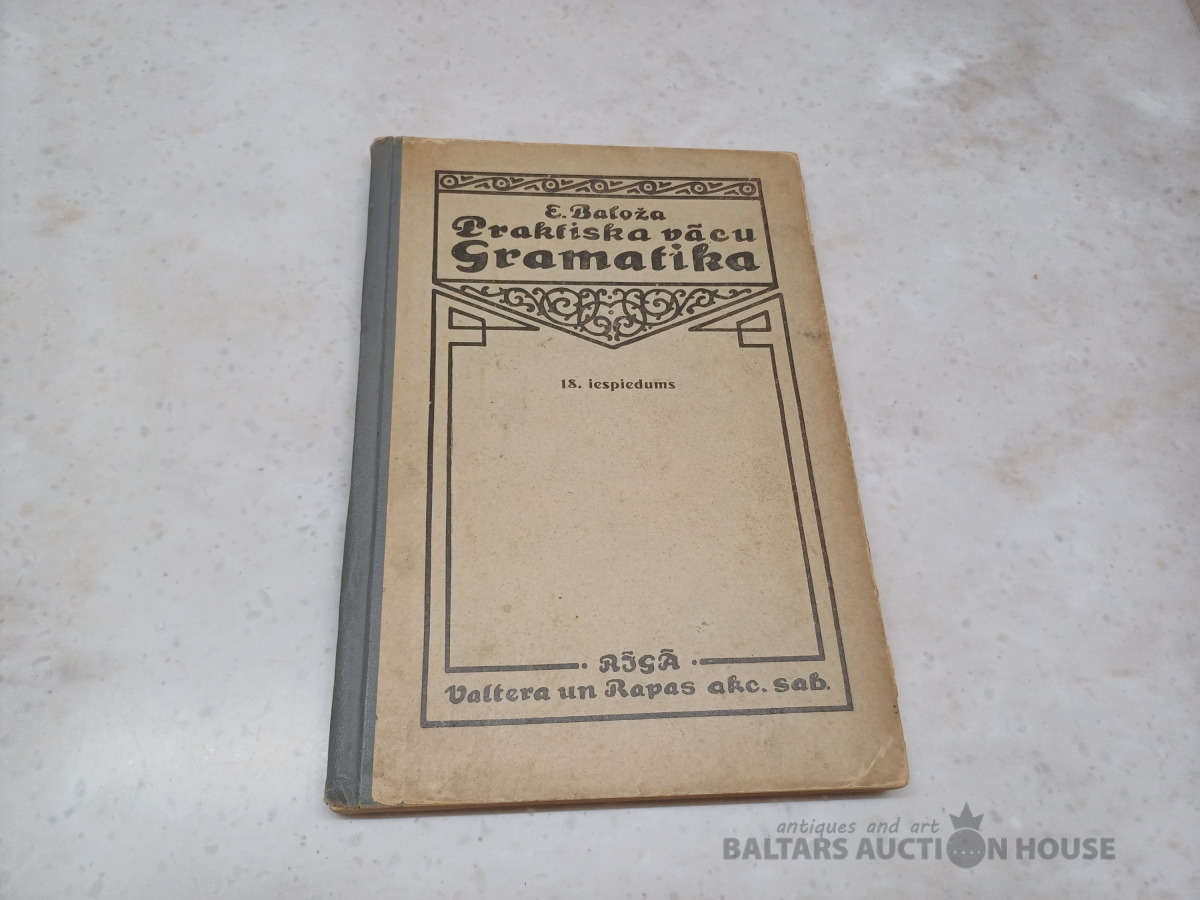 E. Baloža
Praktiska vācu
Gramatika
18. iespiedums
· RĪGĀ ·
Valtera un Rapas akc. sab.
antiques and art
BALTARS AUCTION HOUSE